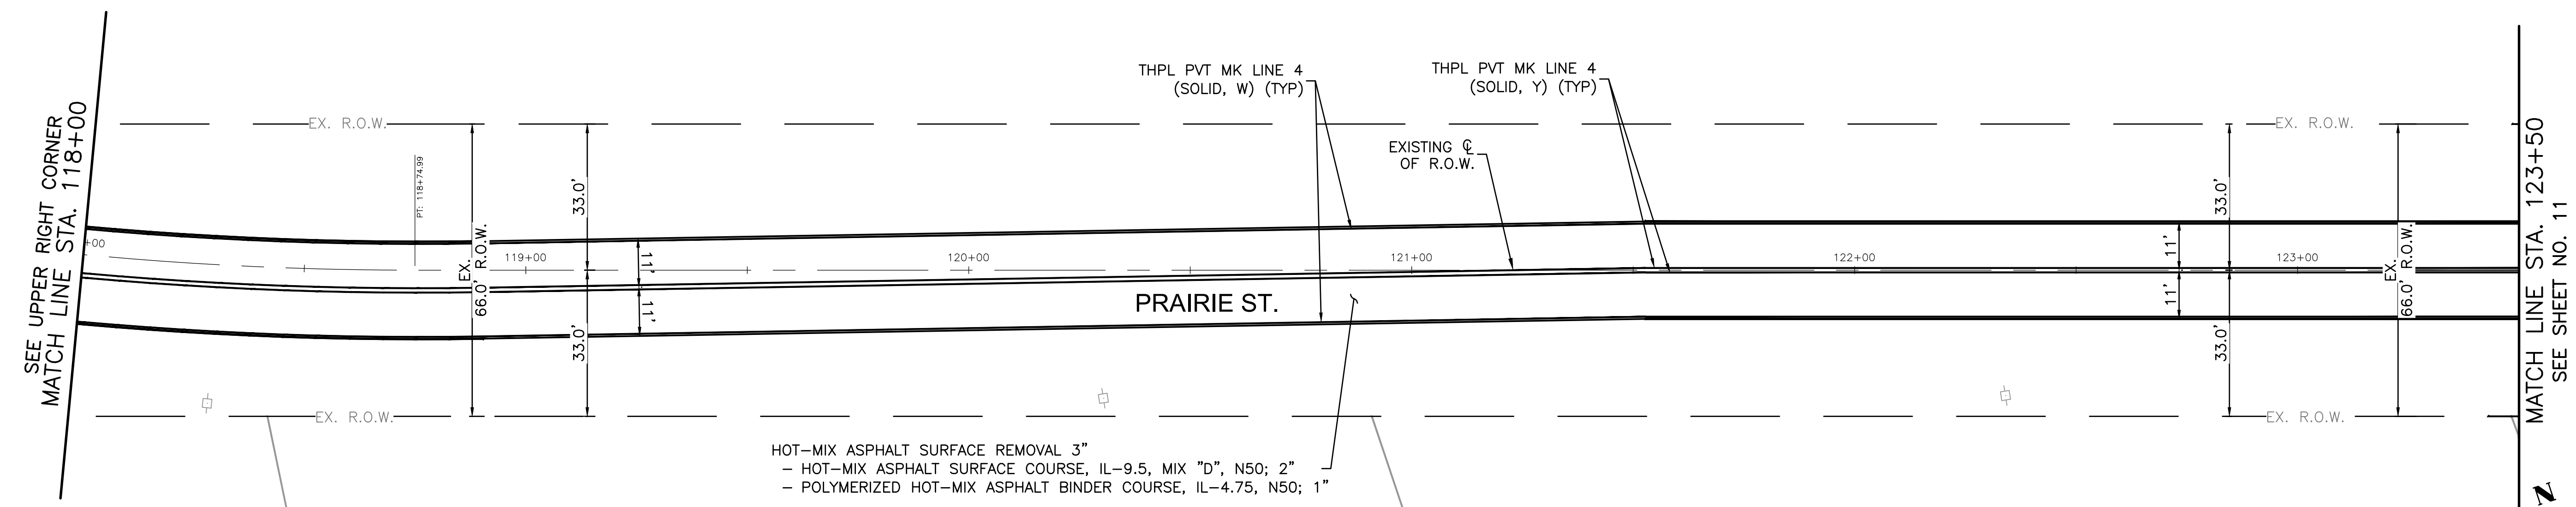 SEE UPPER RIGHT CORNER
MATCH LINE STA. 118+00
+00
EX. R.O.W.
PT: 118+74.99
EX. R.O.W.
66.0'
33.0'
33.0'
119+00
11'
11'
120+00
THPL PVT MK LINE 4
(SOLID, W) (TYP)
EXISTING ℄
OF R.O.W.
THPL PVT MK LINE 4
(SOLID, Y) (TYP)
121+00
PRAIRIE ST.
122+00
11'
11'
33.0'
33.0'
123+00
EX. R.O.W.
EX. R.O.W.
66.0'
EX. R.O.W.
EX. R.O.W.
HOT-MIX ASPHALT SURFACE REMOVAL 3"
- HOT-MIX ASPHALT SURFACE COURSE, IL-9.5, MIX "D", N50; 2"
- POLYMERIZED HOT-MIX ASPHALT BINDER COURSE, IL-4.75, N50; 1"
MATCH LINE STA. 123+50
SEE SHEET NO. 11
N